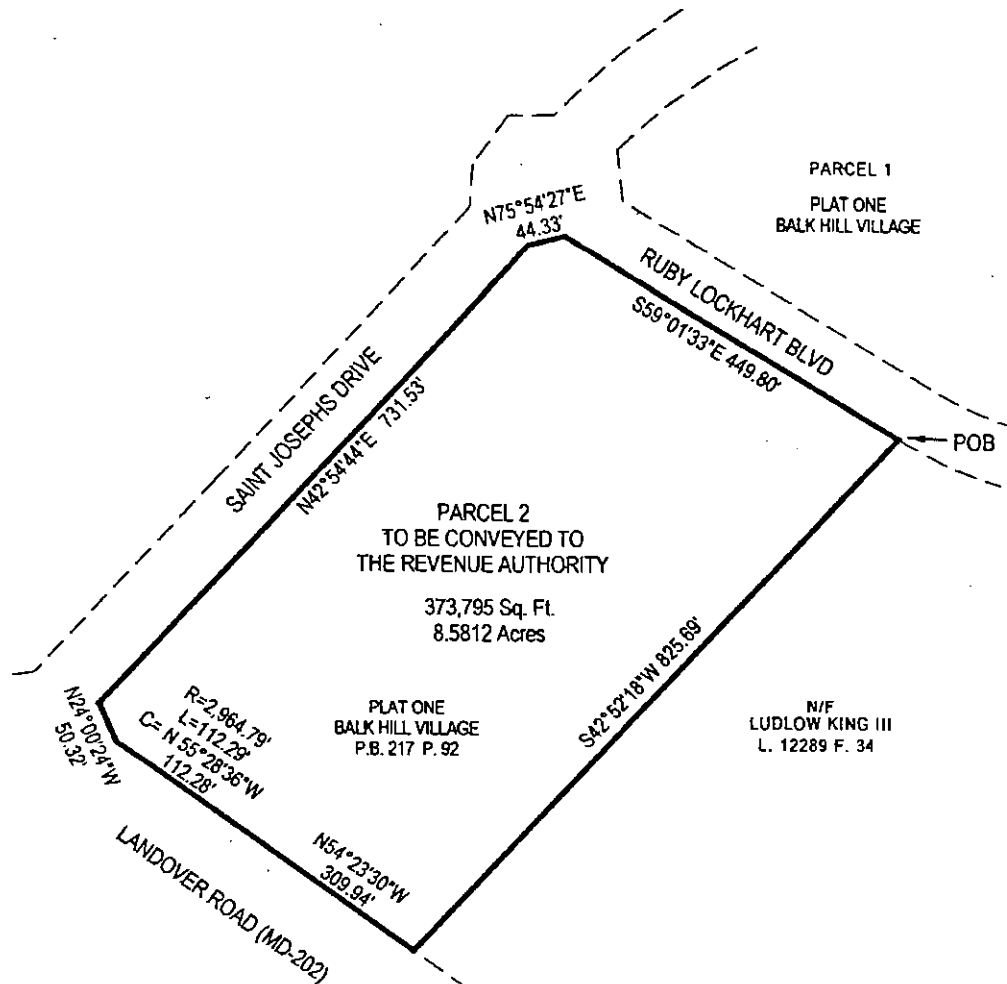 PARCEL 1
PLAT ONE
BALK HILL VILLAGE
N75°54'27"E
44.33'
RUBY LOCKHART BLVD
S59°01'33"E 449.80'
POB
SAINT JOSEPHS DRIVE
N42°54'44"E 731.53'
PARCEL 2
TO BE CONVEYED TO
THE REVENUE AUTHORITY
373,795 Sq. Ft.
8.5812 Acres
S42°52'18"W 825.69'
R=2,964.79'
L=112.29'
C= N 55°28'36"W
112.28'
PLAT ONE
BALK HILL VILLAGE
P.B. 217 P. 92
N/F
LUDLOW KING III
L. 12289 F. 34
N24°00'24"W
50.32'
N54°23'30"W
309.94'
LANDOVER ROAD (MD-202)